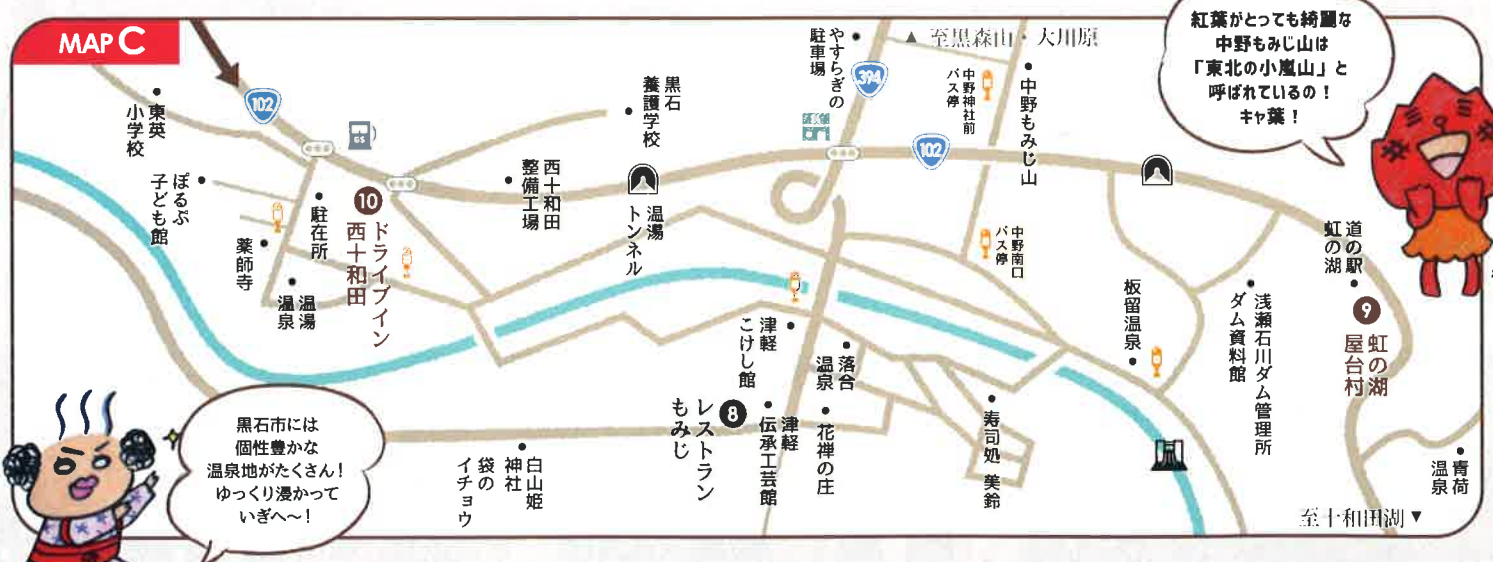 MAP C
102
東英
小学校
GS
ぽるぷ
子ども館
駐在所
薬師寺
温湯
温泉
10
ドライブイン
西十和田
黒石
養護学校
西十和田
整備工場
温湯
トンネル
やすらぎの
駐車場
394
▲ 至黒森山・大川原
中野神社前
バス停
中野もみじ山
102
中野南口
バス停
紅葉がとっても綺麗な
中野もみじ山は
「東北の小嵐山」と
呼ばれているの！
キャ葉！
道の駅
虹の湖
9
虹の湖
屋台村
浅瀬石川ダム管理所
ダム資料館
板留温泉
青荷
温泉
至十和田湖▼
津軽
こけし館
落合
温泉
8
レストラン
もみじ
津軽
伝承工芸館
花禅の庄
寿司処 美鈴
白山姫
神社
袋の
イチョウ
黒石市には
個性豊かな
温泉地がたくさん！
ゆっくり浸かって
いぎへ〜！